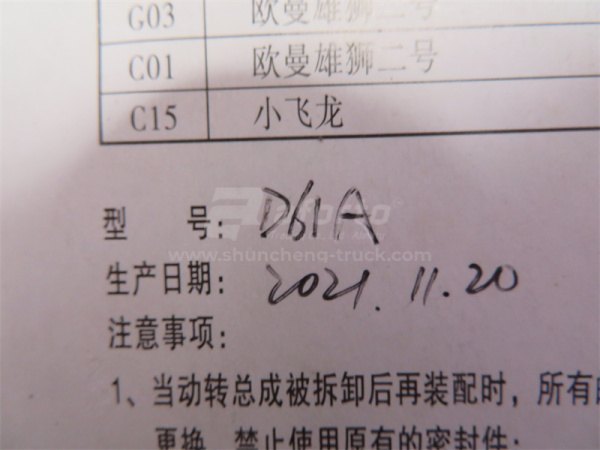 G03 欧曼雄狮二号
C01 欧曼雄狮二号
C15 小飞龙
型 号: D61A
www.shuncheng-truck.com
生产日期: 2021.11.20
注意事项:
1、当动转总成被拆卸后再装配时，所有的
更换，禁止使用原有的密封件;